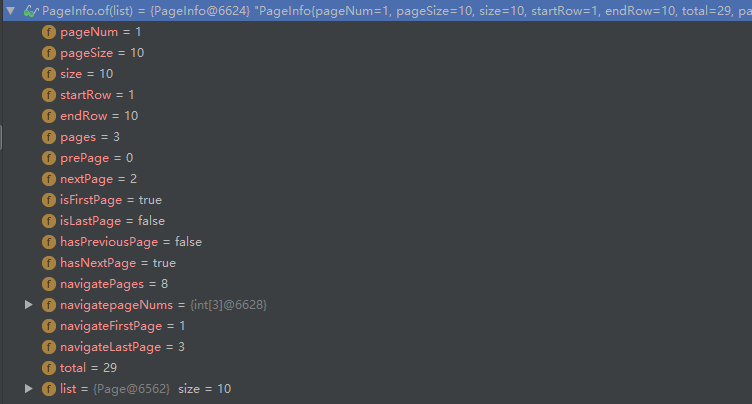 PageInfo.of(list) = {PageInfo@6624} "PageInfo{pageNum=1, pageSize=10, size=10, startRow=1, endRow=10, total=29, pa
f pageNum = 1
f pageSize = 10
f size = 10
f startRow = 1
f endRow = 10
f pages = 3
f prePage = 0
f nextPage = 2
f isFirstPage = true
f isLastPage = false
f hasPreviousPage = false
f hasNextPage = true
f navigatePages = 8
f navigatepageNums = {int[3]@6628}
f navigateFirstPage = 1
f navigateLastPage = 3
f total = 29
f list = {Page@6562} size = 10